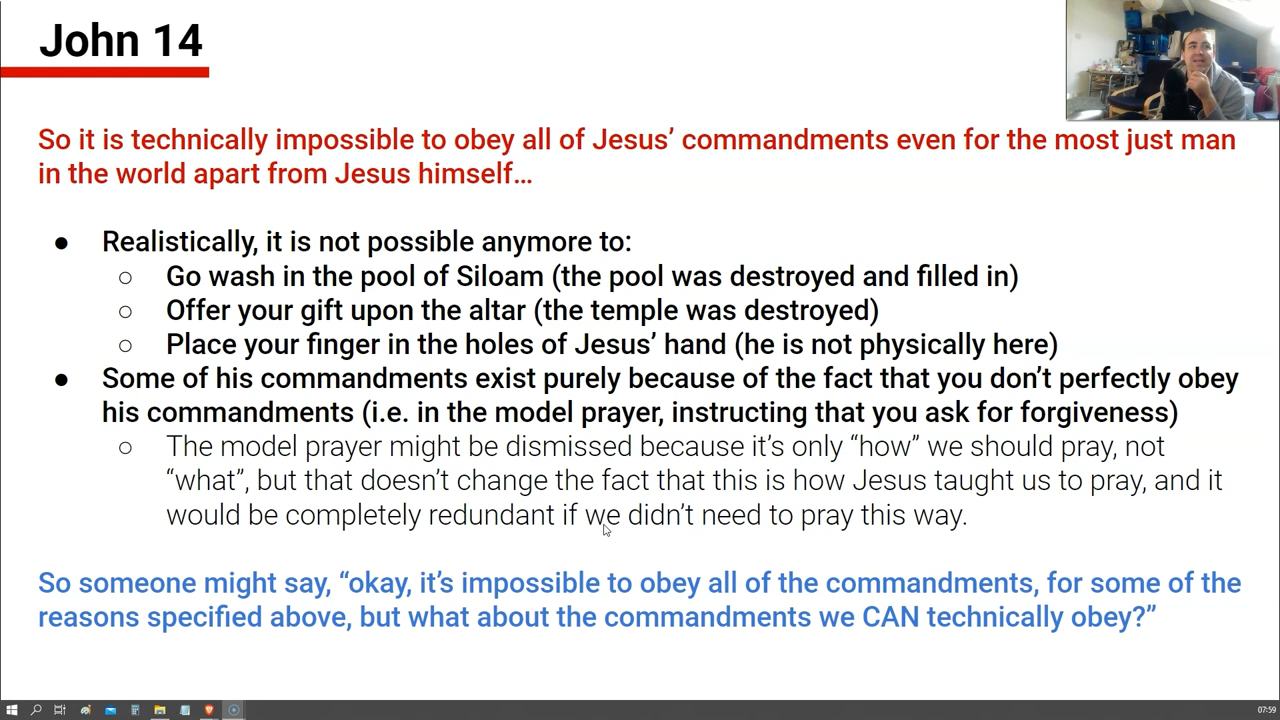 John 14
So it is technically impossible to obey all of Jesus’ commandments even for the most just man
in the world apart from Jesus himself…
● Realistically, it is not possible anymore to:
○ Go wash in the pool of Siloam (the pool was destroyed and filled in)
○ Offer your gift upon the altar (the temple was destroyed)
○ Place your finger in the holes of Jesus’ hand (he is not physically here)
● Some of his commandments exist purely because of the fact that you don’t perfectly obey
his commandments (i.e. in the model prayer, instructing that you ask for forgiveness)
○ The model prayer might be dismissed because it’s only “how” we should pray, not
“what”, but that doesn’t change the fact that this is how Jesus taught us to pray, and it
would be completely redundant if we didn’t need to pray this way.
So someone might say, “okay, it’s impossible to obey all of the commandments, for some of the
reasons specified above, but what about the commandments we CAN technically obey?”
07:59